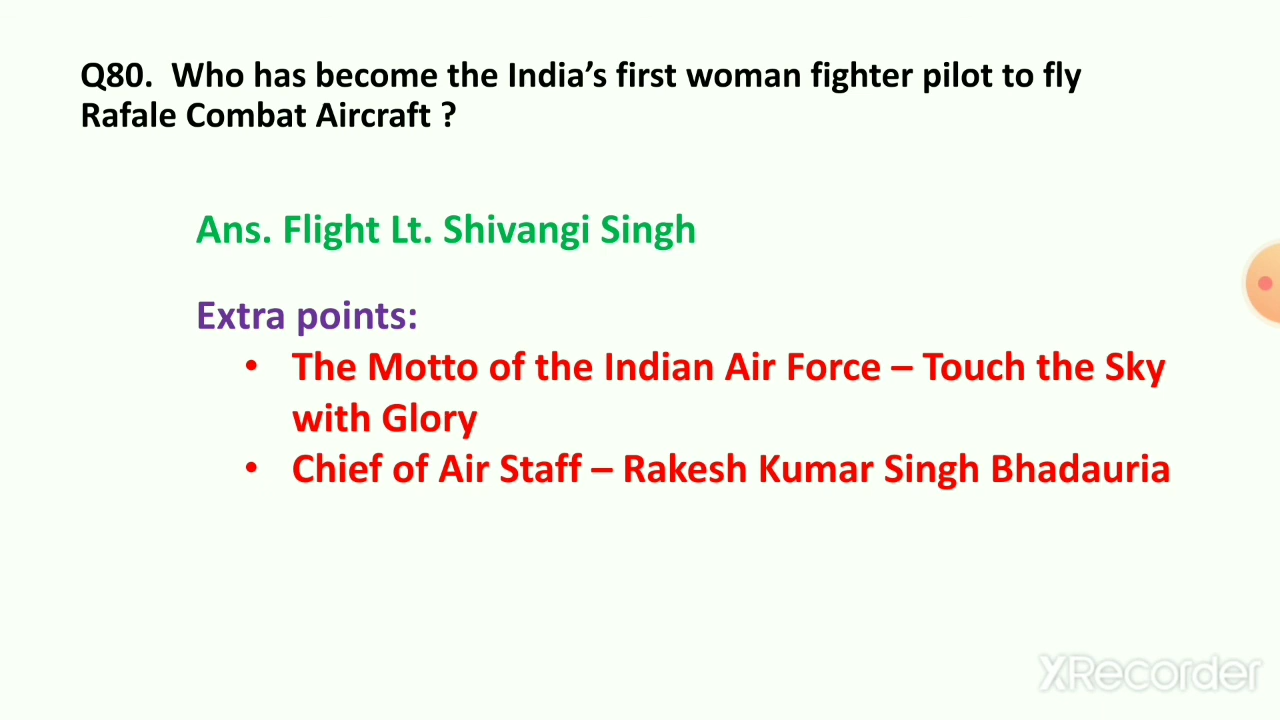 Q80.  Who has become the India’s first woman fighter pilot to fly
Rafale Combat Aircraft ?
Ans. Flight Lt. Shivangi Singh
Extra points:
• The Motto of the Indian Air Force – Touch the Sky
with Glory
• Chief of Air Staff – Rakesh Kumar Singh Bhadauria
XRecorder